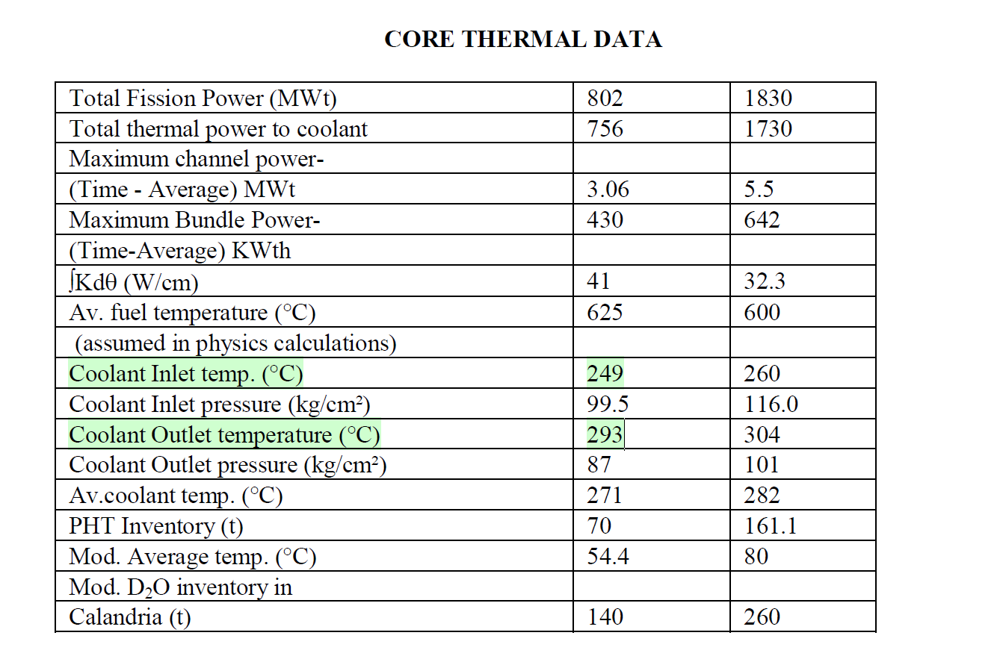 CORE THERMAL DATA
Total Fission Power (MWt) 802 1830
Total thermal power to coolant 756 1730
Maximum channel power-
(Time - Average) MWt 3.06 5.5
Maximum Bundle Power- 430 642
(Time-Average) KWth
∫Kdθ (W/cm) 41 32.3
Av. fuel temperature (°C) 625 600
(assumed in physics calculations)
Coolant Inlet temp. (°C) 249 260
Coolant Inlet pressure (kg/cm²) 99.5 116.0
Coolant Outlet temperature (°C) 293 304
Coolant Outlet pressure (kg/cm²) 87 101
Av.coolant temp. (°C) 271 282
PHT Inventory (t) 70 161.1
Mod. Average temp. (°C) 54.4 80
Mod. D₂O inventory in
Calandria (t) 140 260